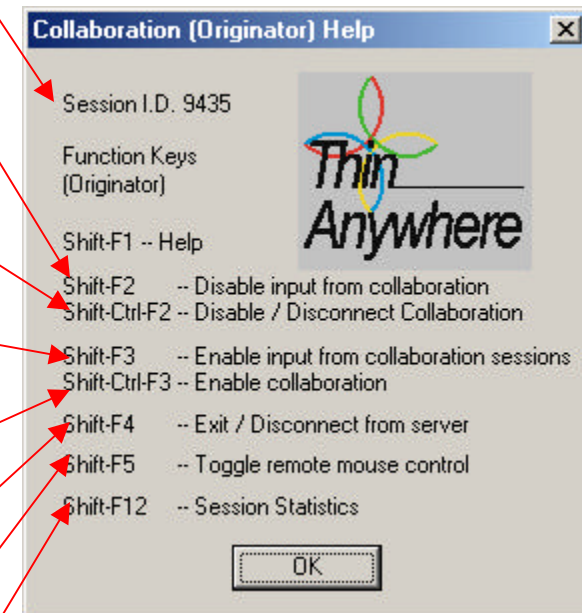 Collaboration (Originator) Help
Session I.D. 9435
Thin
Anywhere
Function Keys
(Originator)
Shift-F1 -- Help
Shift-F2 -- Disable input from collaboration
Shift-Ctrl-F2 -- Disable / Disconnect Collaboration
Shift-F3 -- Enable input from collaboration sessions
Shift-Ctrl-F3 -- Enable collaboration
Shift-F4 -- Exit / Disconnect from server
Shift-F5 -- Toggle remote mouse control
Shift-F12 -- Session Statistics
OK